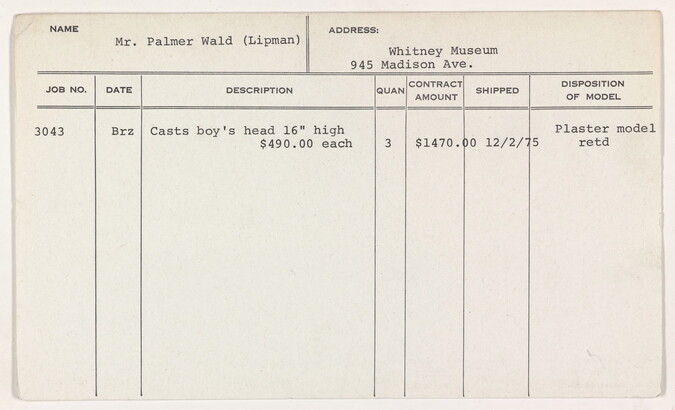 NAME
Mr. Palmer Wald (Lipman)
ADDRESS:
Whitney Museum
945 Madison Ave.
JOB NO. DATE DESCRIPTION QUAN CONTRACT AMOUNT SHIPPED DISPOSITION OF MODEL
3043 Brz Casts boy's head 16" high Plaster model
$490.00 each 3 $1470.00 12/2/75 retd